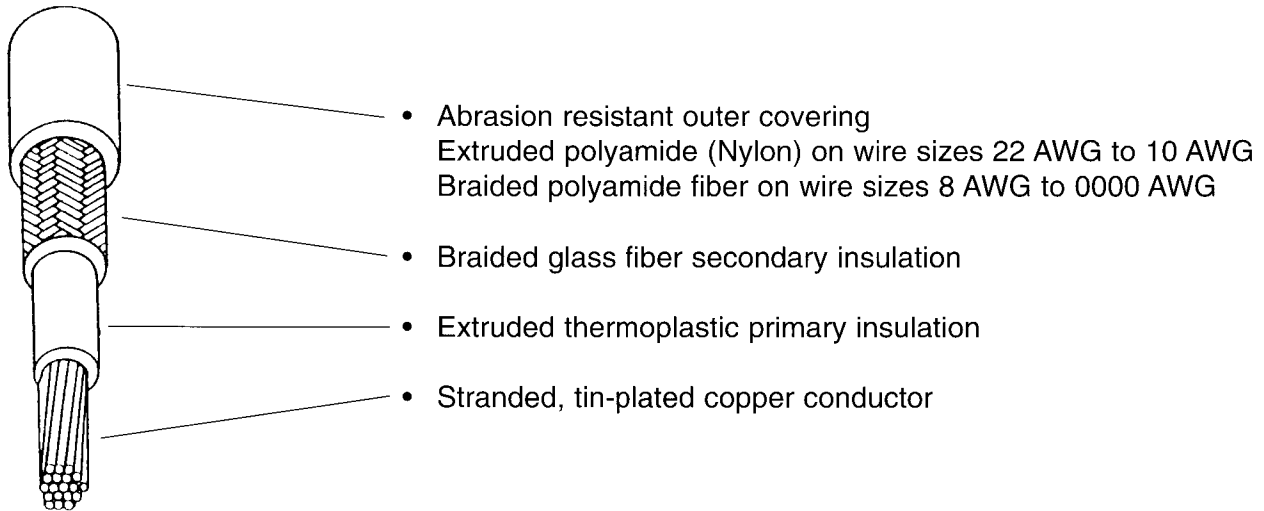 • Abrasion resistant outer covering
Extruded polyamide (Nylon) on wire sizes 22 AWG to 10 AWG
Braided polyamide fiber on wire sizes 8 AWG to 0000 AWG
• Braided glass fiber secondary insulation
• Extruded thermoplastic primary insulation
• Stranded, tin-plated copper conductor